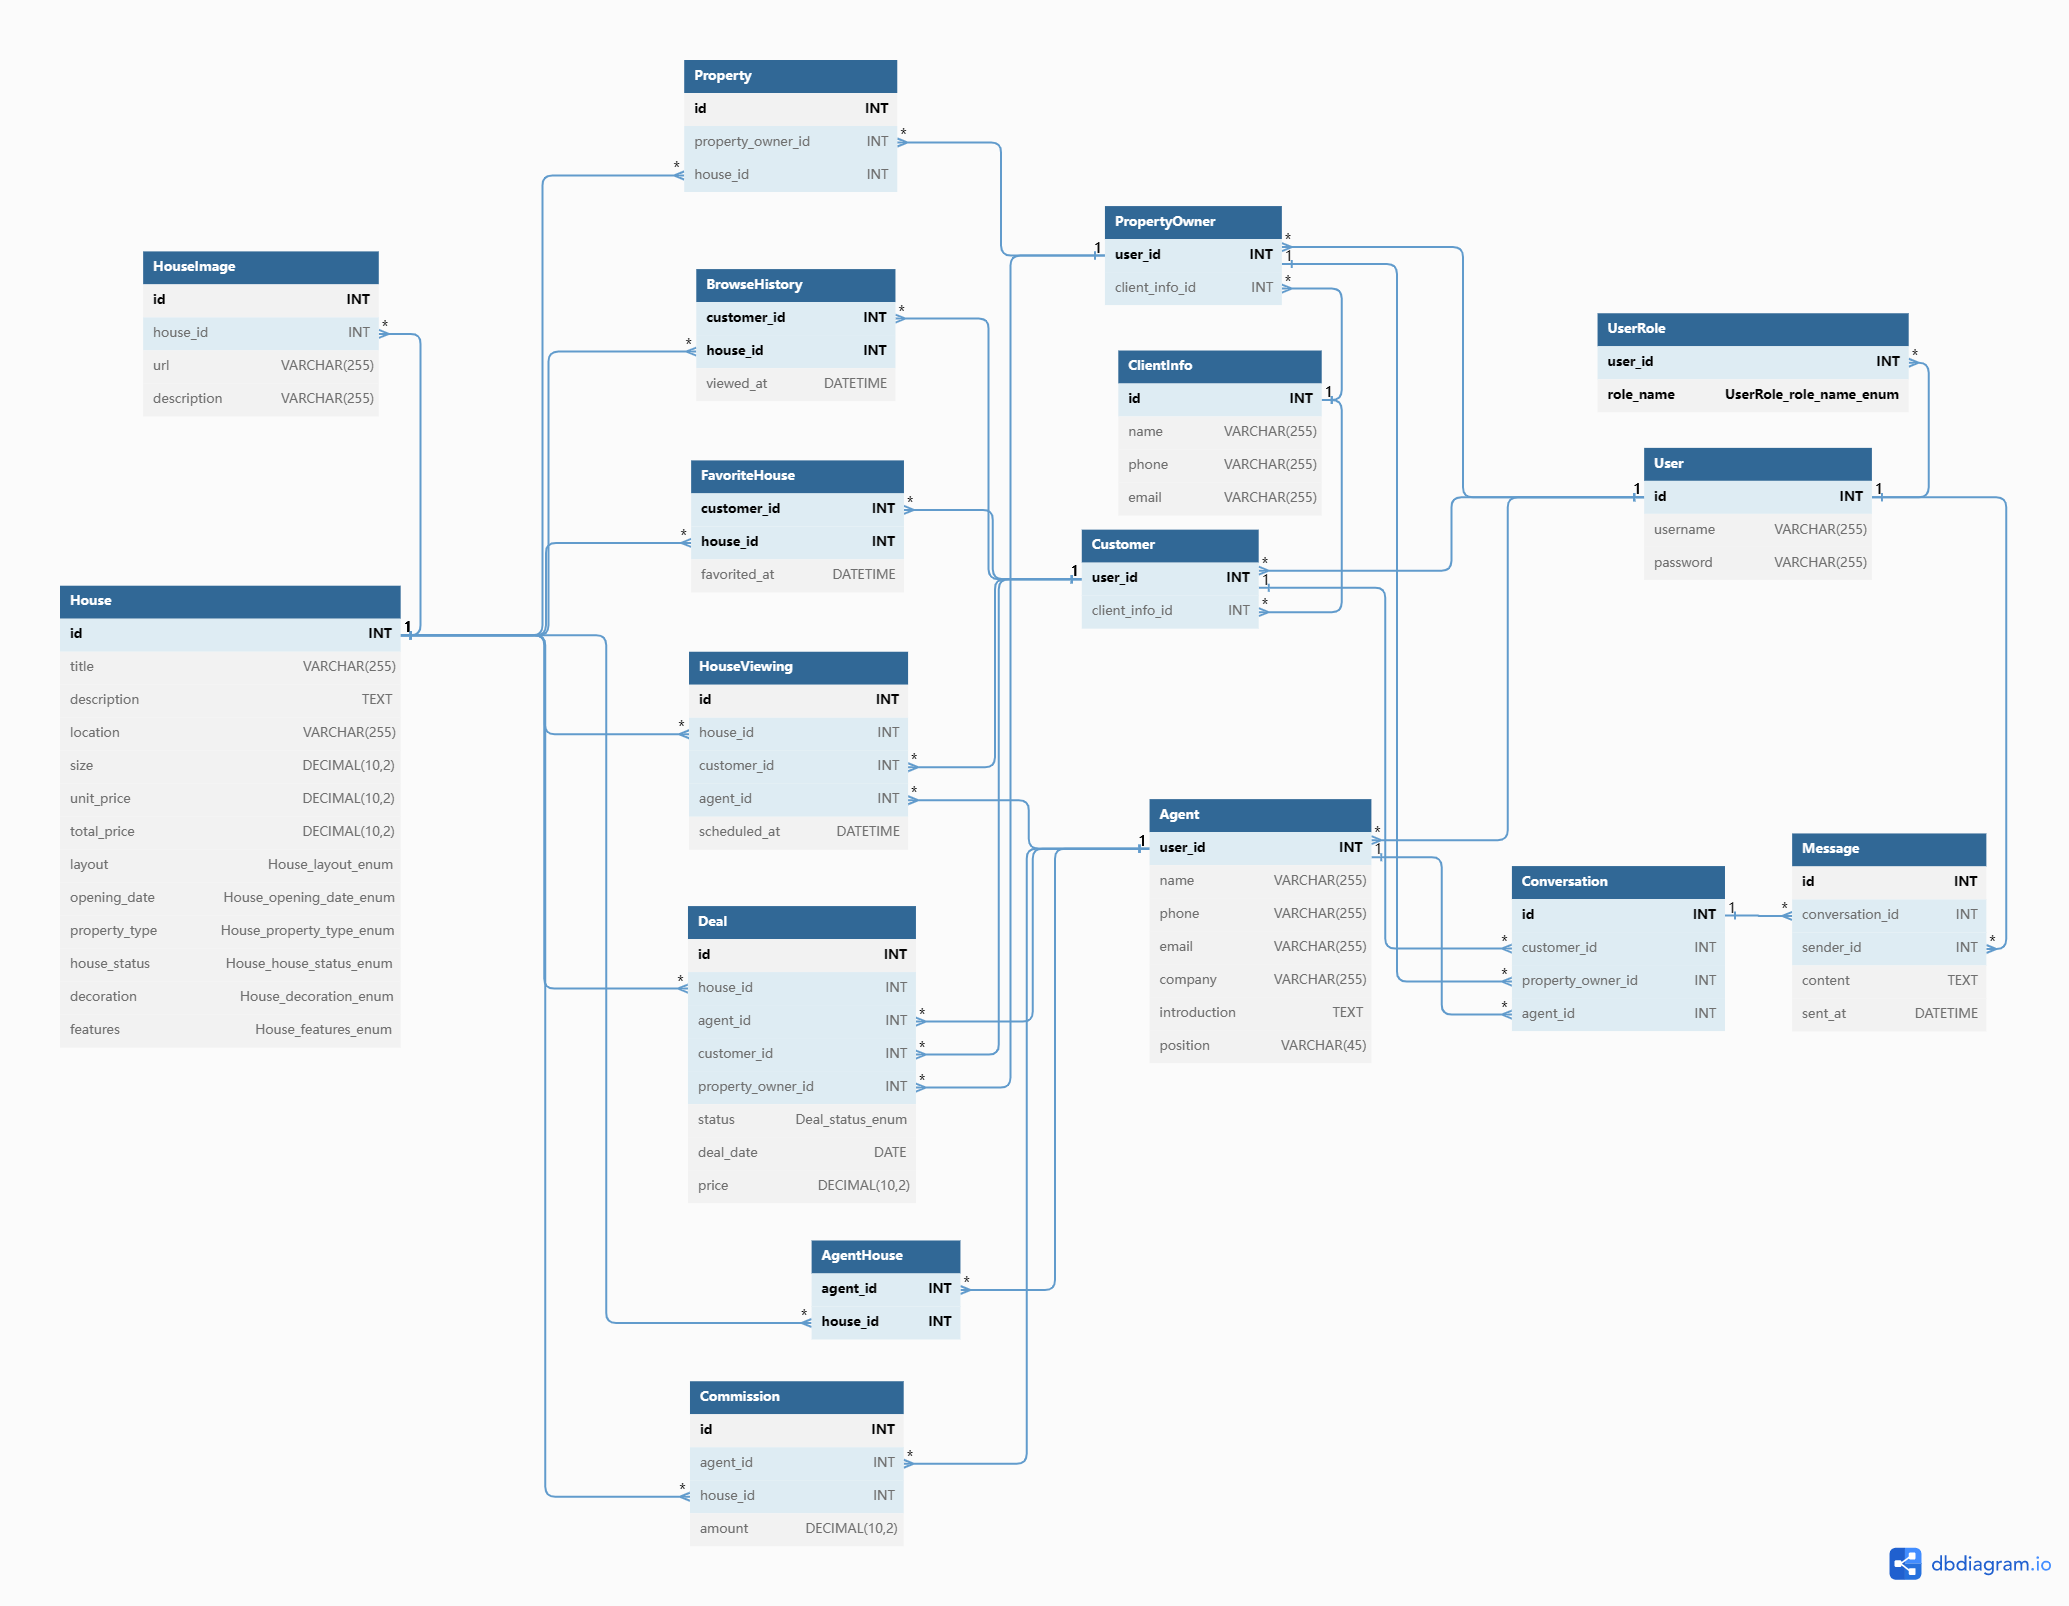 Property
id INT
property_owner_id INT
house_id INT
HouseImage
id INT
house_id INT
url VARCHAR(255)
description VARCHAR(255)
BrowseHistory
customer_id INT
house_id INT
viewed_at DATETIME
FavoriteHouse
customer_id INT
house_id INT
favorited_at DATETIME
House
id INT
title VARCHAR(255)
description TEXT
location VARCHAR(255)
size DECIMAL(10,2)
unit_price DECIMAL(10,2)
total_price DECIMAL(10,2)
layout House_layout_enum
opening_date House_opening_date_enum
property_type House_property_type_enum
house_status House_house_status_enum
decoration House_decoration_enum
features House_features_enum
HouseViewing
id INT
house_id INT
customer_id INT
agent_id INT
scheduled_at DATETIME
Deal
id INT
house_id INT
agent_id INT
customer_id INT
property_owner_id INT
status Deal_status_enum
deal_date DATE
price DECIMAL(10,2)
AgentHouse
agent_id INT
house_id INT
Commission
id INT
agent_id INT
house_id INT
amount DECIMAL(10,2)
PropertyOwner
user_id INT
client_info_id INT
ClientInfo
id INT
name VARCHAR(255)
phone VARCHAR(255)
email VARCHAR(255)
Customer
user_id INT
client_info_id INT
Agent
user_id INT
name VARCHAR(255)
phone VARCHAR(255)
email VARCHAR(255)
company VARCHAR(255)
introduction TEXT
position VARCHAR(45)
UserRole
user_id INT
role_name UserRole_role_name_enum
User
id INT
username VARCHAR(255)
password VARCHAR(255)
Conversation
id INT
customer_id INT
property_owner_id INT
agent_id INT
Message
id INT
conversation_id INT
sender_id INT
content TEXT
sent_at DATETIME
dbdiagram.io